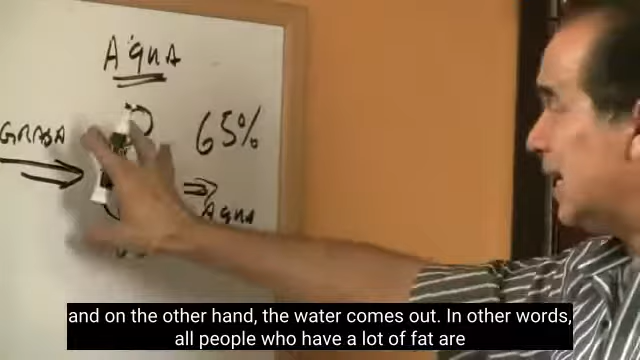 AguA
GRASA
65%
AguA
and on the other hand, the water comes out. In other words,
all people who have a lot of fat are